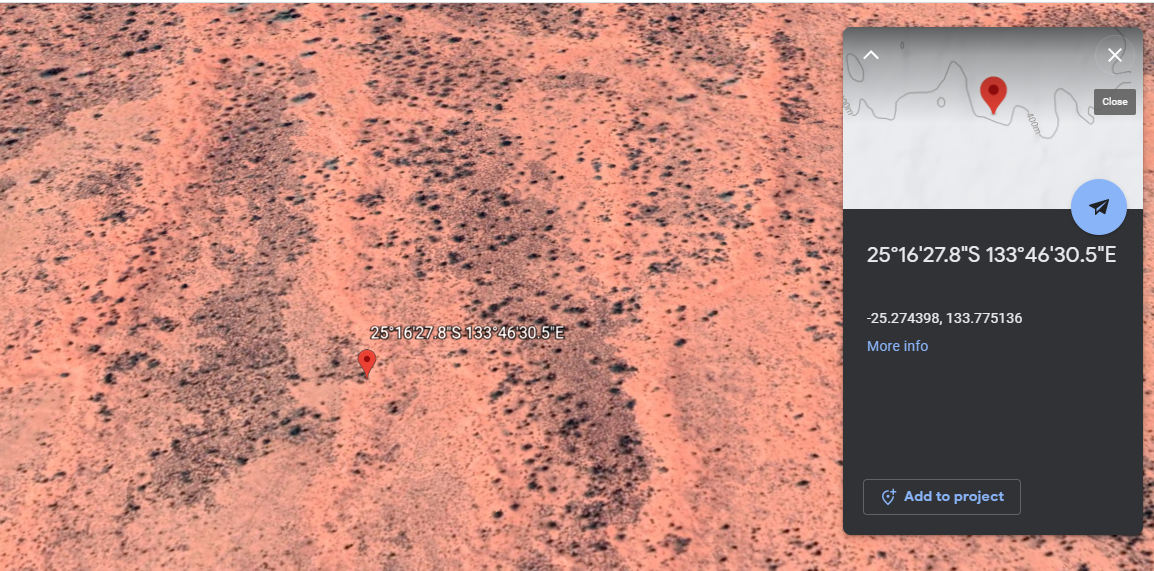 25°16'27.8"S 133°46'30.5"E
Close
400m
25°16'27.8"S 133°46'30.5"E
-25.274398, 133.775136
More info
Add to project